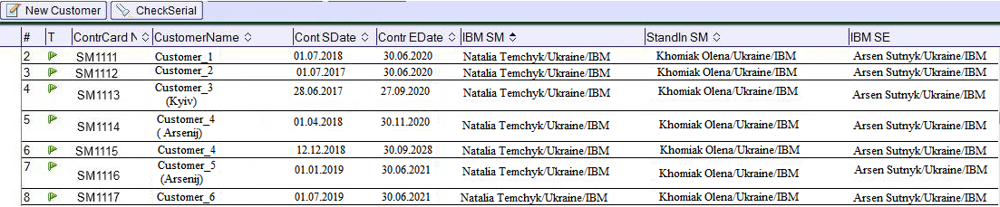 New Customer CheckSerial
# T ContrCard N CustomerName Cont SDate Contr EDate IBM SM StandIn SM IBM SE
2 SM1111 Customer_1 01.07.2018 30.06.2020 Natalia Temchyk/Ukraine/IBM Khomiak Olena/Ukraine/IBM Arsen Sutnyk/Ukraine/IBM
3 SM1112 Customer_2 01.07.2017 30.06.2020 Natalia Temchyk/Ukraine/IBM Khomiak Olena/Ukraine/IBM Arsen Sutnyk/Ukraine/IBM
4 SM1113 Customer_3 28.06.2017 27.09.2020 Natalia Temchyk/Ukraine/IBM Khomiak Olena/Ukraine/IBM Arsen Sutnyk/Ukraine/IBM
(Kyiv)
5 SM1114 Customer_4 01.04.2018 30.11.2020 Natalia Temchyk/Ukraine/IBM Khomiak Olena/Ukraine/IBM Arsen Sutnyk/Ukraine/IBM
( Arsenij)
6 SM1115 Customer_4 12.12.2018 30.09.2028 Natalia Temchyk/Ukraine/IBM Khomiak Olena/Ukraine/IBM Arsen Sutnyk/Ukraine/IBM
7 SM1116 Customer_5 01.01.2019 30.06.2021 Natalia Temchyk/Ukraine/IBM Khomiak Olena/Ukraine/IBM Arsen Sutnyk/Ukraine/IBM
(Arsenij)
8 SM1117 Customer_6 01.07.2019 30.06.2021 Natalia Temchyk/Ukraine/IBM Khomiak Olena/Ukraine/IBM Arsen Sutnyk/Ukraine/IBM